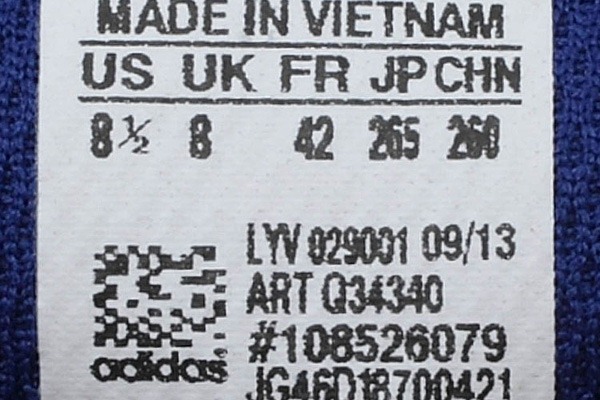 MADE IN VIETNAM
US UK FR JP CHN
8½ 8 42 265 260
LYV 029001 09/13
ART Q34340
#108526079
adidas
JG46D18700421